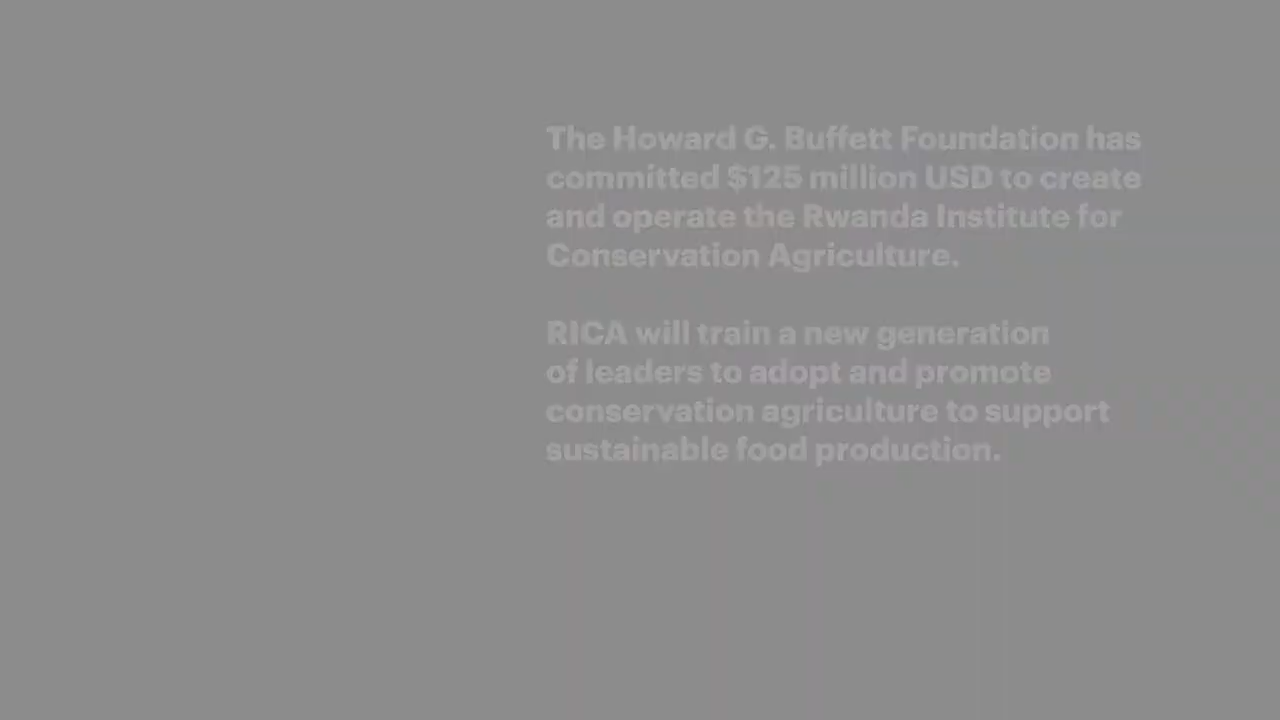 The Howard G. Buffett Foundation has
committed $125 million USD to create
and operate the Rwanda Institute for
Conservation Agriculture.
RICA will train a new generation
of leaders to adopt and promote
conservation agriculture to support
sustainable food production.